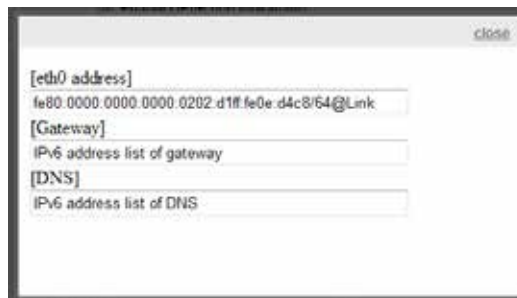 close
[eth0 address]
fe80:0000:0000:0000:0202:d1ff:fe0e:d4c8/64@Link
[Gateway]
IPv6 address list of gateway
[DNS]
IPv6 address list of DNS